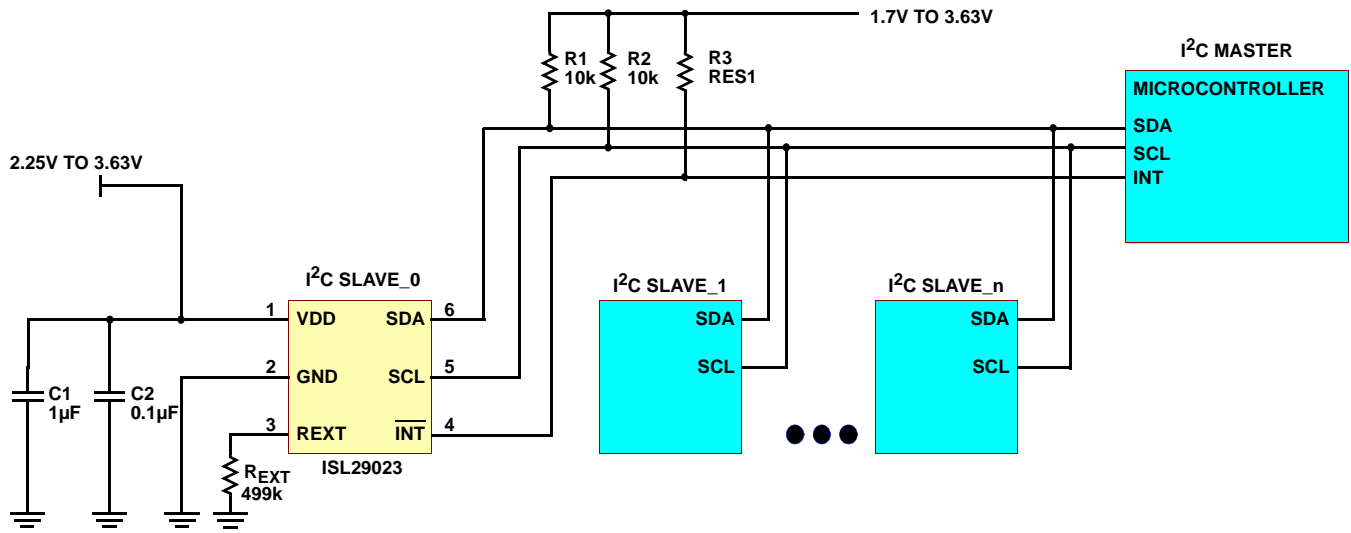 1.7V TO 3.63V
R1
10k
R2
10k
R3
RES1
I²C MASTER
MICROCONTROLLER
SDA
SCL
INT
2.25V TO 3.63V
I²C SLAVE_0
1
VDD
SDA
6
2
GND
SCL
5
3
REXT
I̅N̅T̅
4
ISL29023
C1
1µF
C2
0.1µF
REXT
499k
I²C SLAVE_1
SDA
SCL
I²C SLAVE_n
SDA
SCL